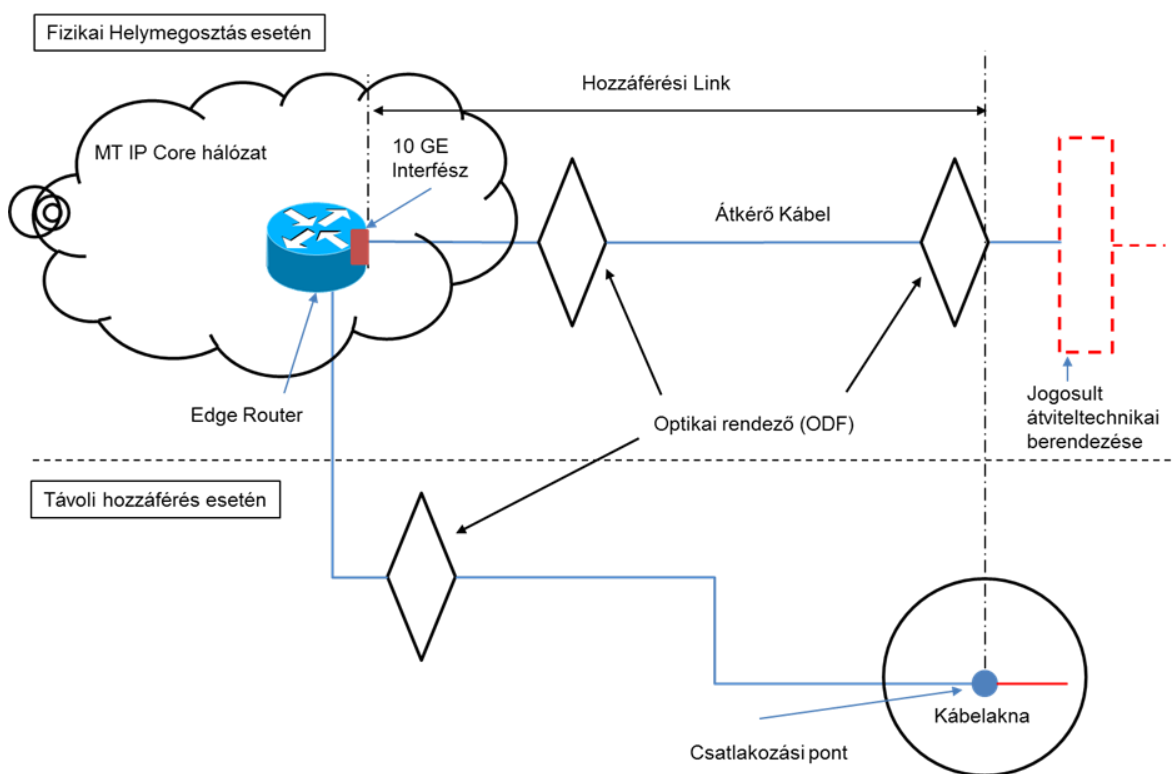 Fizikai Helymegosztás esetén
Hozzáférési Link
MT IP Core hálózat
10 GE
Interfész
Átkérő Kábel
Edge Router
Optikai rendező (ODF)
Jogosult
átviteltechnikai
berendezése
Távoli hozzáférés esetén
Kábelakna
Csatlakozási pont